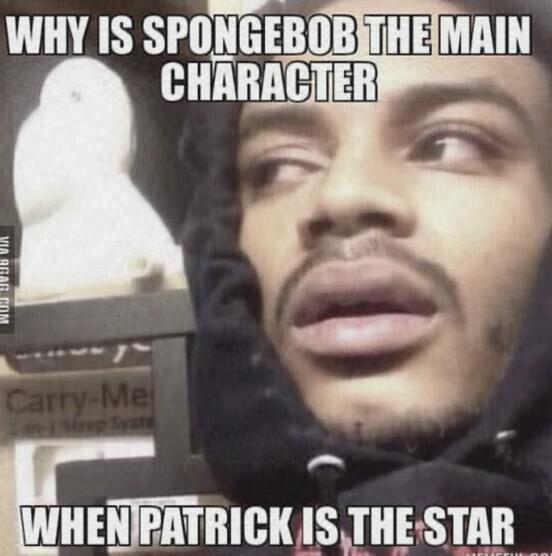 WHY IS SPONGEBOB THE MAIN
CHARACTER
VIA 9GAG.COM
Carry-Me
WHEN PATRICK IS THE STAR